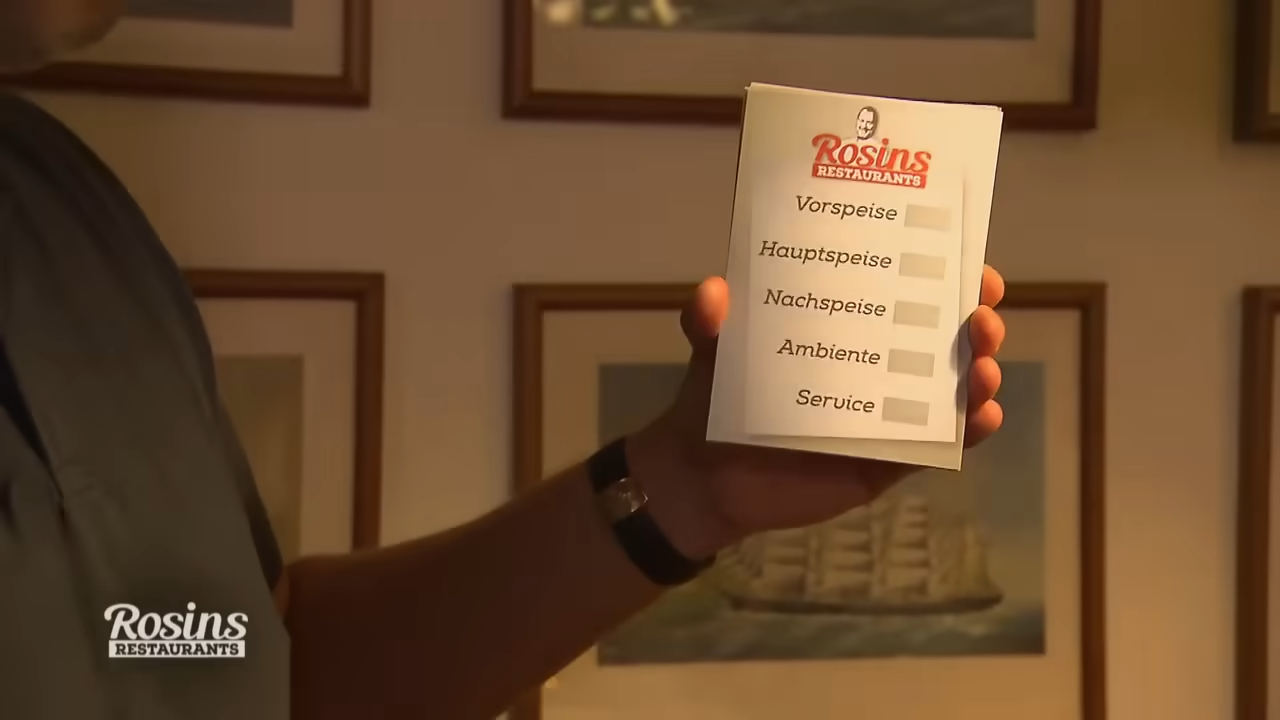 Rosins
RESTAURANTS
Vorspeise
Hauptspeise
Nachspeise
Ambiente
Service
Rosins
RESTAURANTS